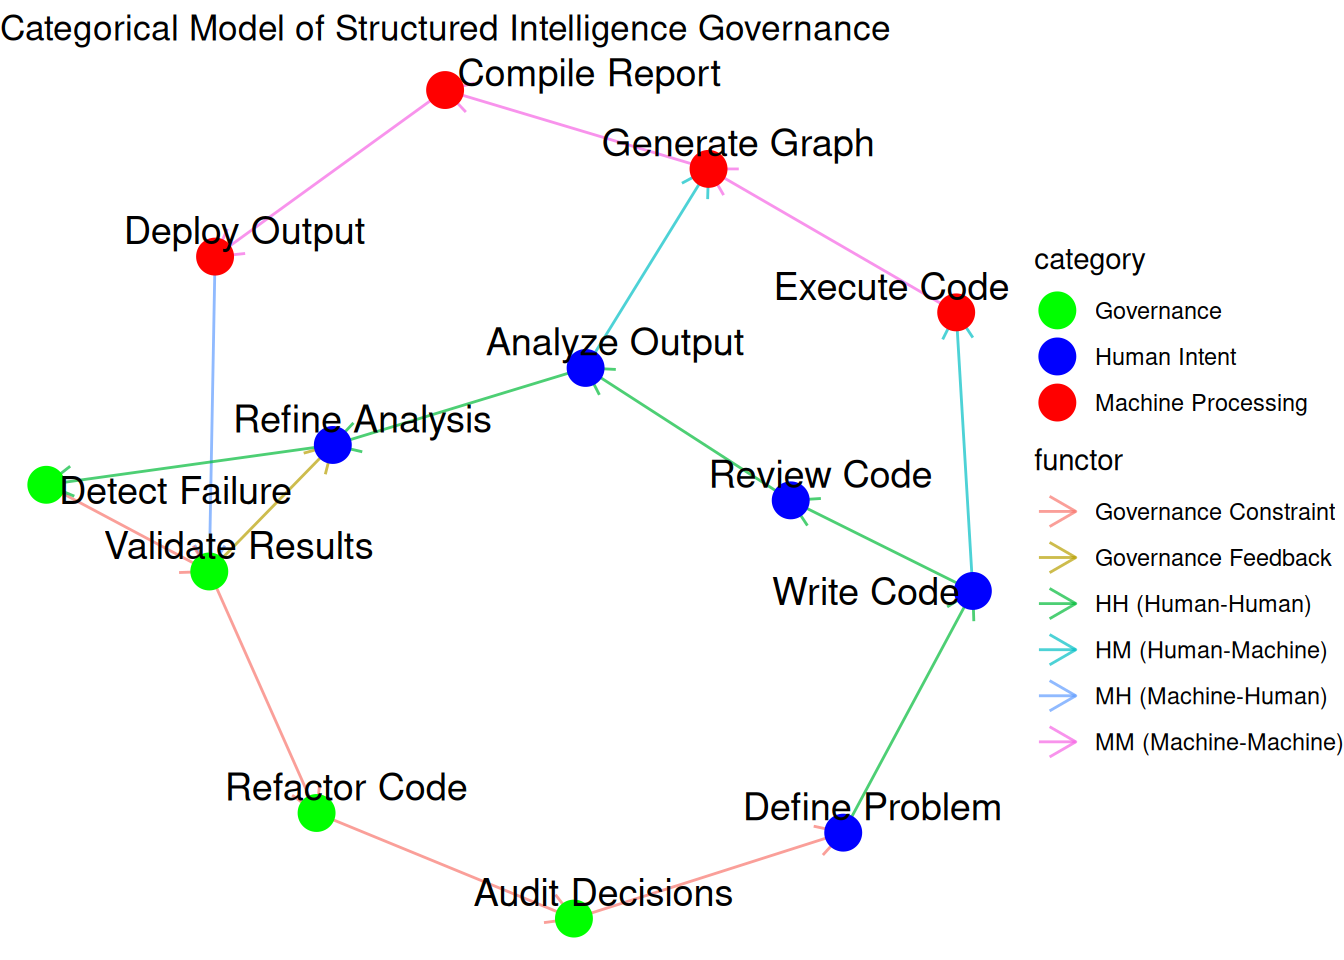 Categorical Model of Structured Intelligence Governance
Compile Report
Generate Graph
Deploy Output
Execute Code
Analyze Output
Refine Analysis
Review Code
Detect Failure
Validate Results
Write Code
Refactor Code
Define Problem
Audit Decisions
category
Governance
Human Intent
Machine Processing
functor
Governance Constraint
Governance Feedback
HH (Human-Human)
HM (Human-Machine)
MH (Machine-Human)
MM (Machine-Machine)